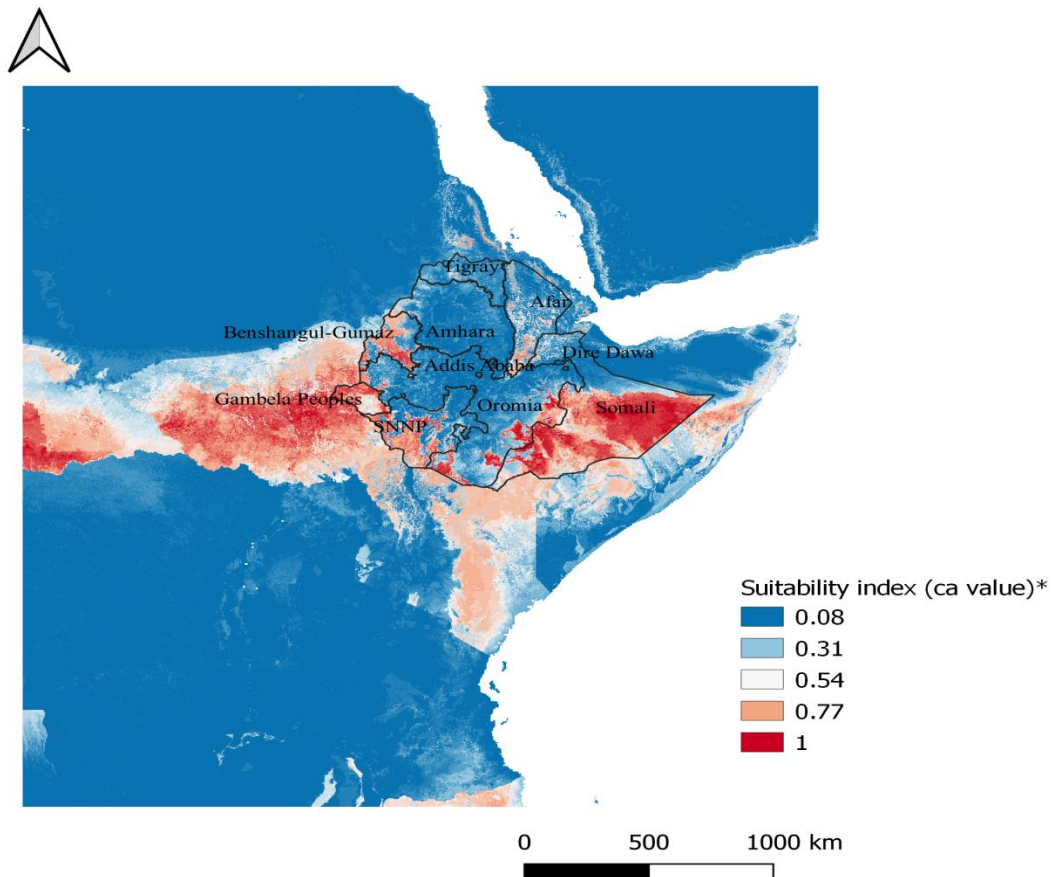 Tigray
Afar
Benshangul-Gumaz
Amhara
Dire Dawa
Addis Ababa
Gambela Peoples
Oromia
Somali
SNNP
Suitability index (ca value)*
0.08
0.31
0.54
0.77
1
0 500 1000 km